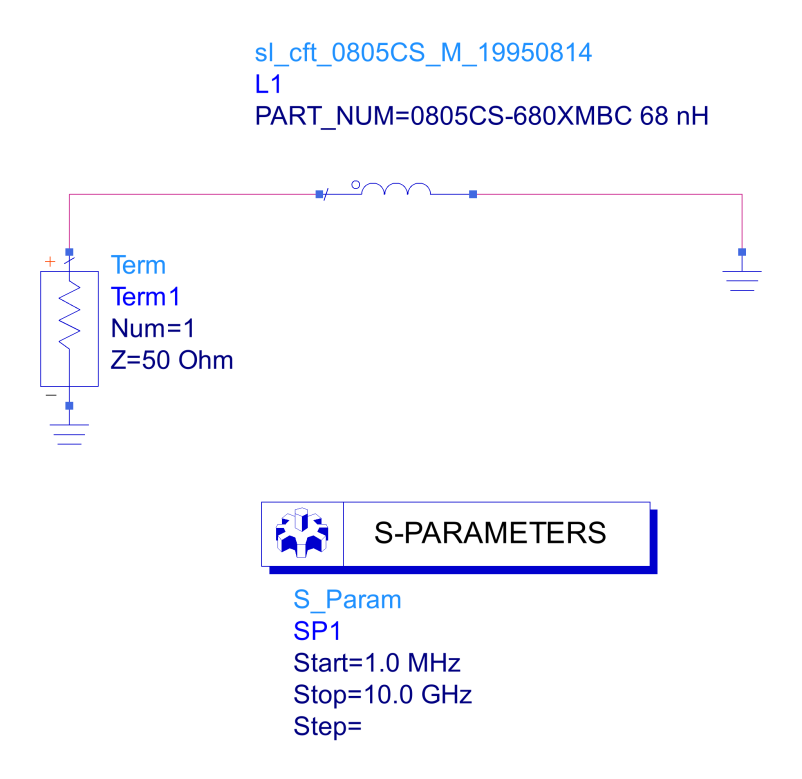 sl_cft_0805CS_M_19950814
L1
PART_NUM=0805CS-680XMBC 68 nH
+
Term
Term1
Num=1
Z=50 Ohm
−
S-PARAMETERS
S_Param
SP1
Start=1.0 MHz
Stop=10.0 GHz
Step=